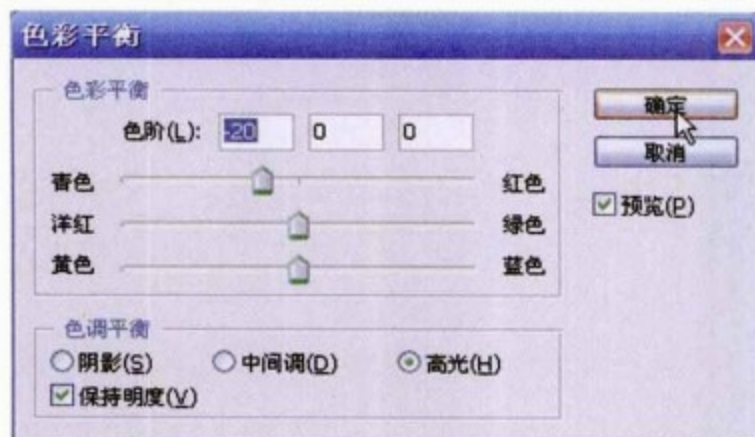 色彩平衡
色彩平衡
色阶(L): -20 0 0
青色 红色
洋红 绿色
黄色 蓝色
色调平衡
阴影(S) 中间调(D) 高光(H)
保持明度(V)
确定
取消
预览(P)